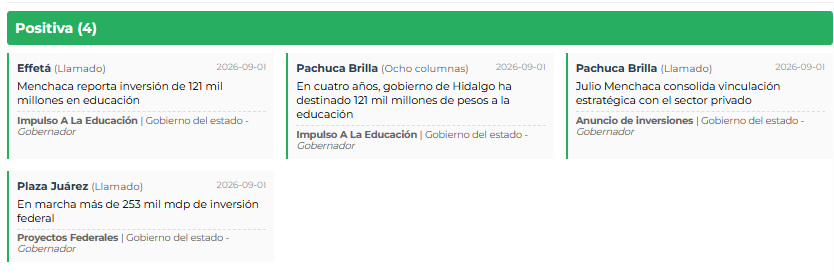 Positiva (4)
Effetá (Llamado) 2026-09-01
Menchaca reporta inversión de 121 mil
millones en educación
Impulso A La Educación | Gobierno del estado -
Gobernador
Pachuca Brilla (Ocho columnas) 2026-09-01
En cuatro años, gobierno de Hidalgo ha
destinado 121 mil millones de pesos a la
educación
Impulso A La Educación | Gobierno del estado -
Gobernador
Pachuca Brilla (Llamado) 2026-09-01
Julio Menchaca consolida vinculación
estratégica con el sector privado
Anuncio de inversiones | Gobierno del estado -
Gobernador
Plaza Juárez (Llamado) 2026-09-01
En marcha más de 253 mil mdp de inversión
federal
Proyectos Federales | Gobierno del estado -
Gobernador